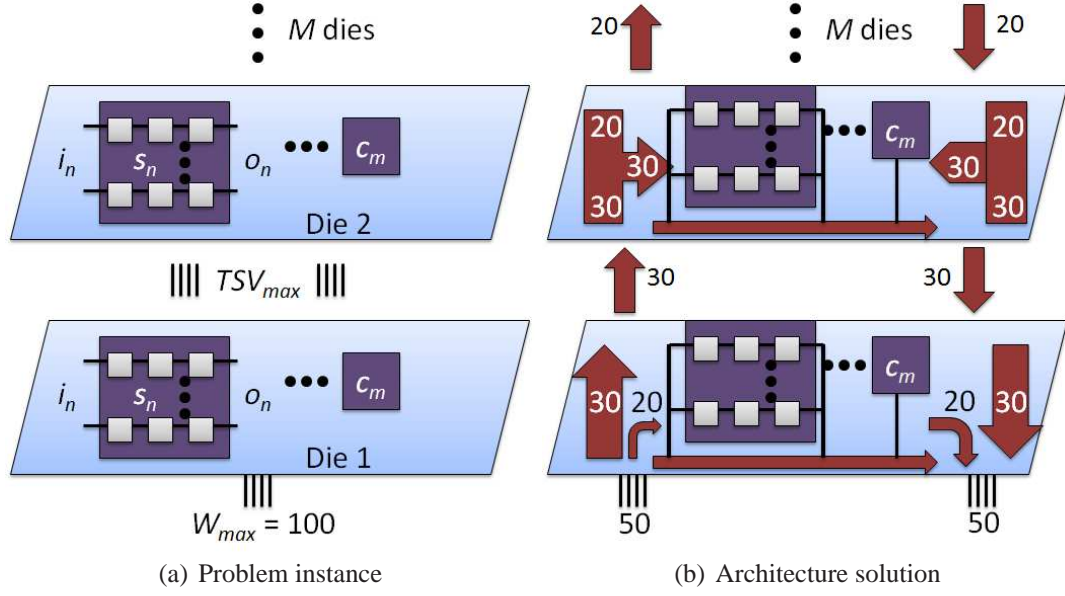 M dies
i_n
s_n
o_n
c_m
Die 2
TSV_max
i_n
s_n
o_n
c_m
Die 1
W_max = 100
(a) Problem instance
20
M dies
20
20
30
30
c_m
20
30
30
30
30
30
20
c_m
20
30
50
50
(b) Architecture solution